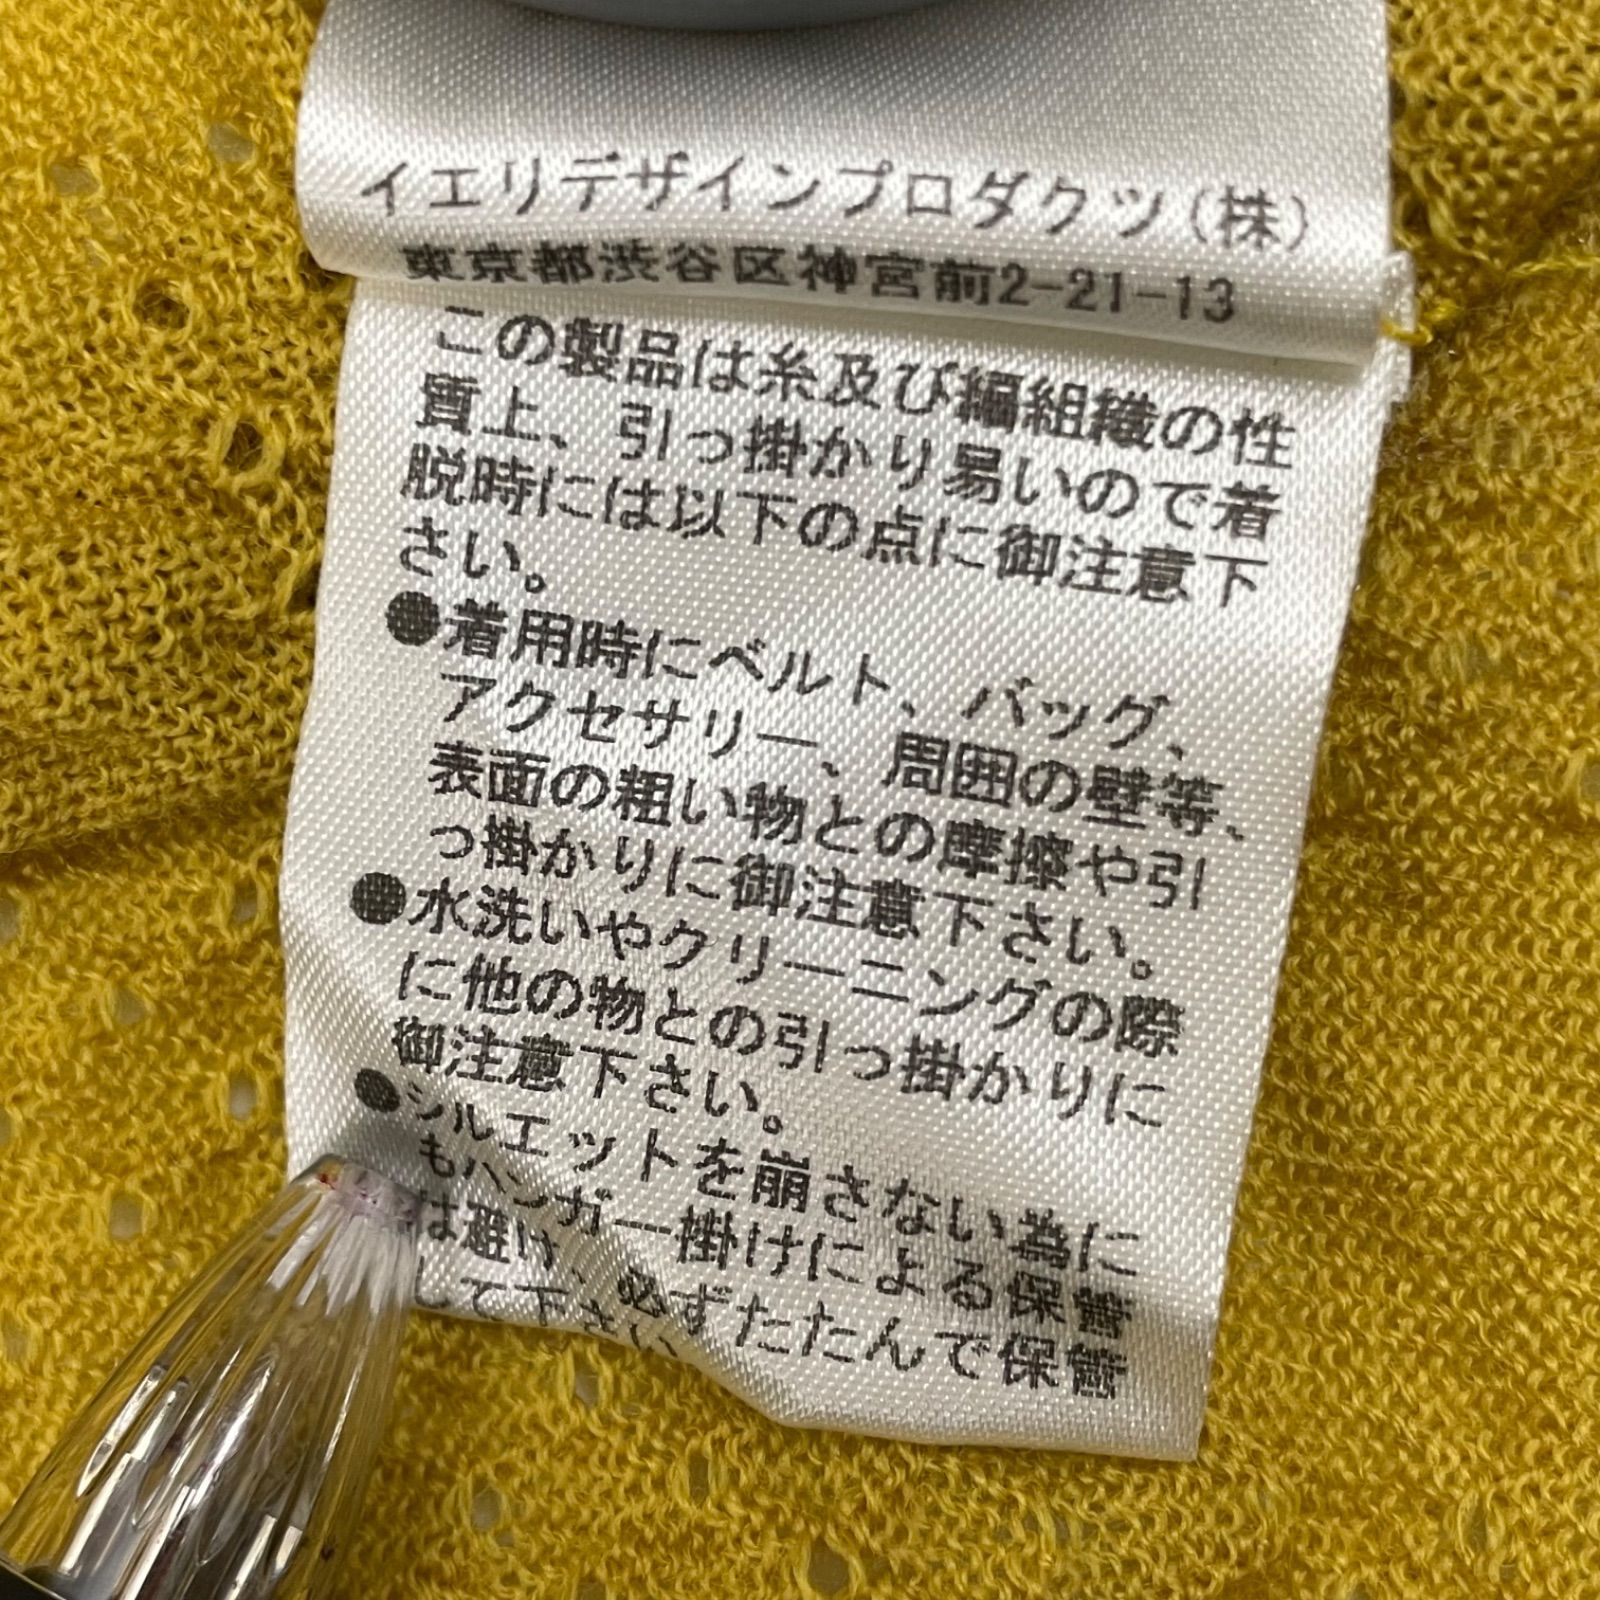 イエリデザインプロダクツ(株)
東京都渋谷区神宮前2-21-13
この製品は糸及び編組織の性
質上、引っ掛かり易いので着
脱時には以下の点に御注意下
さい。
●着用時にベルト、バッグ、
アクセサリー、周囲の壁等、
表面の粗い物との摩擦や引
っ掛かりに御注意下さい。
●水洗いやクリーニングの際
に他の物との引っ掛かりに
御注意下さい。
●シルエットを崩さない為に
もハンガー掛けによる保管
は避け、必ずたたんで保管
して下さい